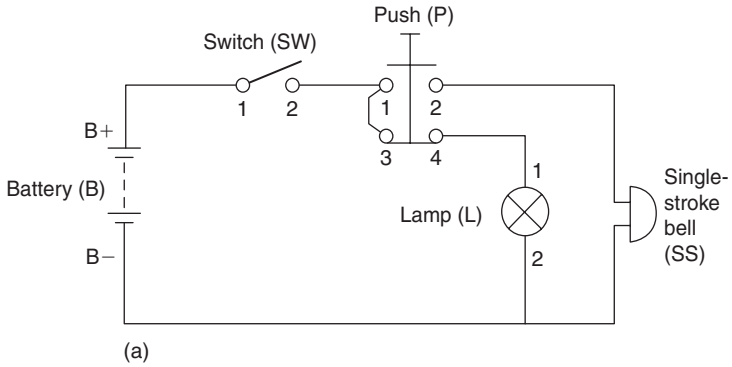 Push (P)
Switch (SW)
1 2 1 2
B+
3 4
1
Battery (B)
Lamp (L)
Single-
stroke
bell
(SS)
B−
2
(a)